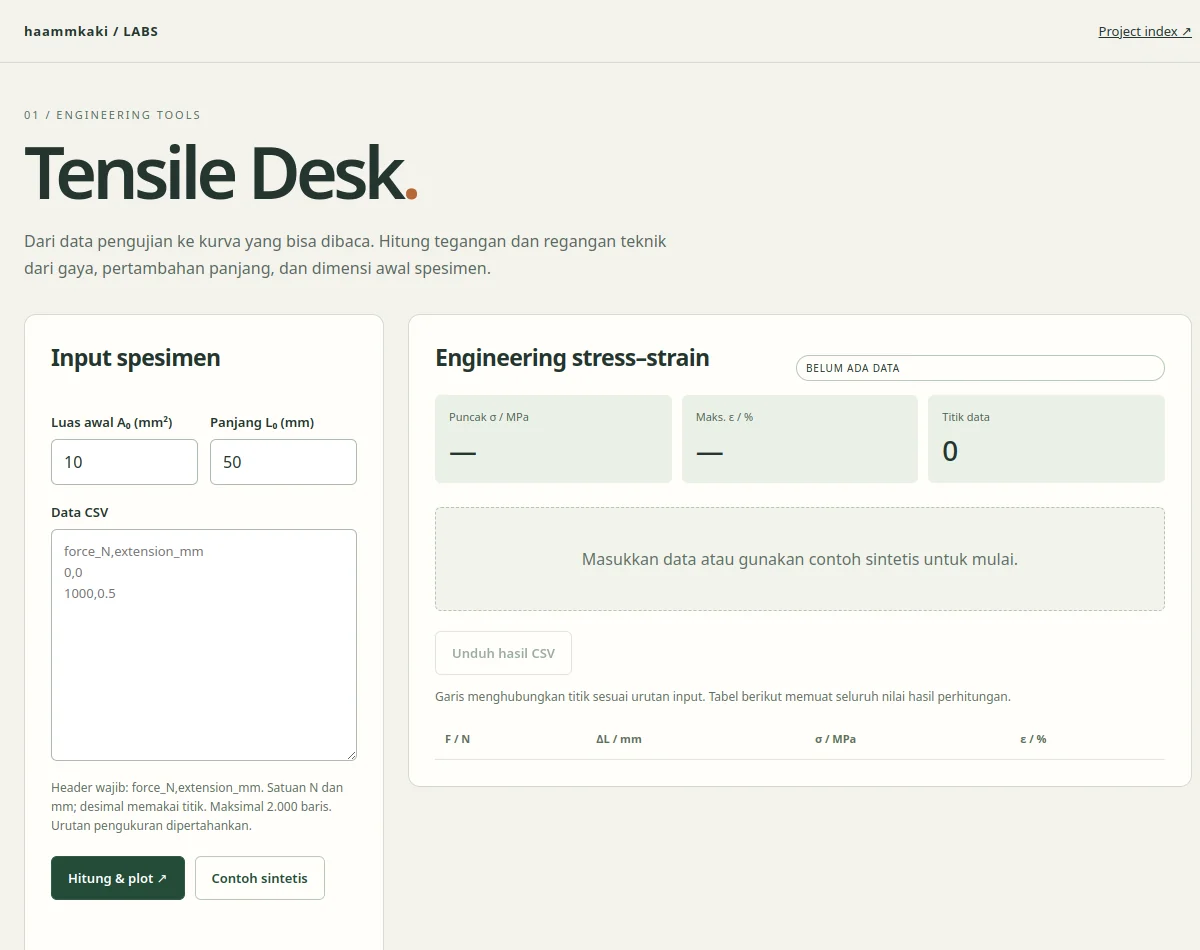 haammkaki / LABS
Project index ↗
01 / ENGINEERING TOOLS
Tensile Desk.
Dari data pengujian ke kurva yang bisa dibaca. Hitung tegangan dan regangan teknik
dari gaya, pertambahan panjang, dan dimensi awal spesimen.
Input spesimen
Luas awal A₀ (mm²)
Panjang L₀ (mm)
10
50
Data CSV
force_N,extension_mm
0,0
1000,0.5
Header wajib: force_N,extension_mm. Satuan N dan
mm; desimal memakai titik. Maksimal 2.000 baris.
Urutan pengukuran dipertahankan.
Hitung & plot ↗
Contoh sintetis
Engineering stress–strain
BELUM ADA DATA
Puncak σ / MPa
—
Maks. ε / %
—
Titik data
0
Masukkan data atau gunakan contoh sintetis untuk mulai.
Unduh hasil CSV
Garis menghubungkan titik sesuai urutan input. Tabel berikut memuat seluruh nilai hasil perhitungan.
F / N
ΔL / mm
σ / MPa
ε / %